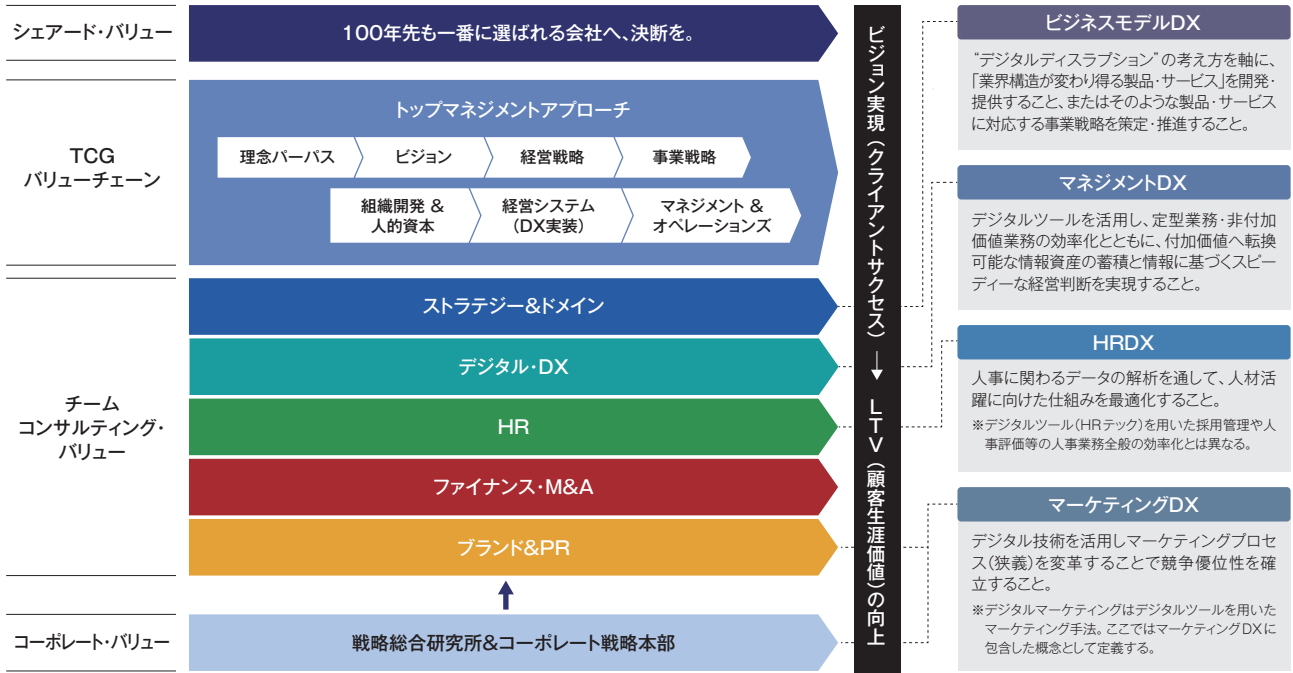 シェアード・バリュー
100年先も一番に選ばれる会社へ、決断を。
TCG
バリューチェーン
トップマネジメントアプローチ
理念パーパス
ビジョン
経営戦略
事業戦略
組織開発 &
人的資本
経営システム
(DX実装)
マネジメント &
オペレーションズ
チーム
コンサルティング・
バリュー
ストラテジー&ドメイン
デジタル・DX
HR
ファイナンス・M&A
ブランド&PR
コーポレート・バリュー
戦略総合研究所&コーポレート戦略本部
ビジョン実現(クライアントサクセス)→LTV(顧客生涯価値)の向上
ビジネスモデルDX
“デジタルディスラプション”の考え方を軸に、
「業界構造が変わり得る製品・サービス」を開発・
提供すること、またはそのような製品・サービス
に対応する事業戦略を策定・推進すること。
マネジメントDX
デジタルツールを活用し、定型業務・非付加
価値業務の効率化とともに、付加価値へ転換
可能な情報資産の蓄積と情報に基づくスピー
ディーな経営判断を実現すること。
HRDX
人事に関わるデータの解析を通して、人材活
躍に向けた仕組みを最適化すること。
※デジタルツール(HRテック)を用いた採用管理や人
事評価等の人事業務全般の効率化とは異なる。
マーケティングDX
デジタル技術を活用しマーケティングプロセ
ス(狭義)を変革することで競争優位性を確
立すること。
※デジタルマーケティングはデジタルツールを用いた
マーケティング手法。ここではマーケティングDXに
包含した概念として定義する。